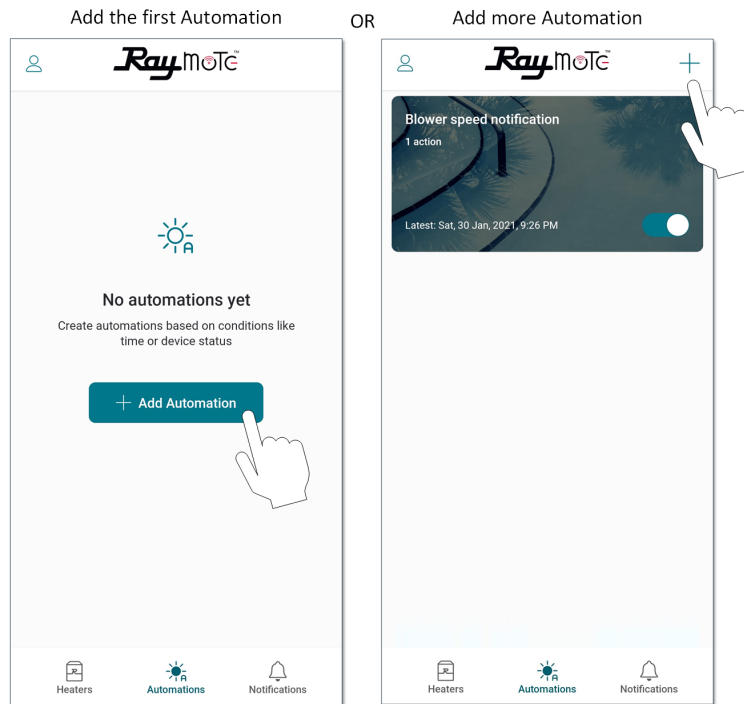 Add the first Automation
OR
Add more Automation
RayMOTE™
No automations yet
Create automations based on conditions like
time or device status
+ Add Automation
Heaters
A
Automations
Notifications
RayMOTE™
Blower speed notification
1 action
Latest: Sat, 30 Jan, 2021, 9:26 PM
Heaters
A
Automations
Notifications